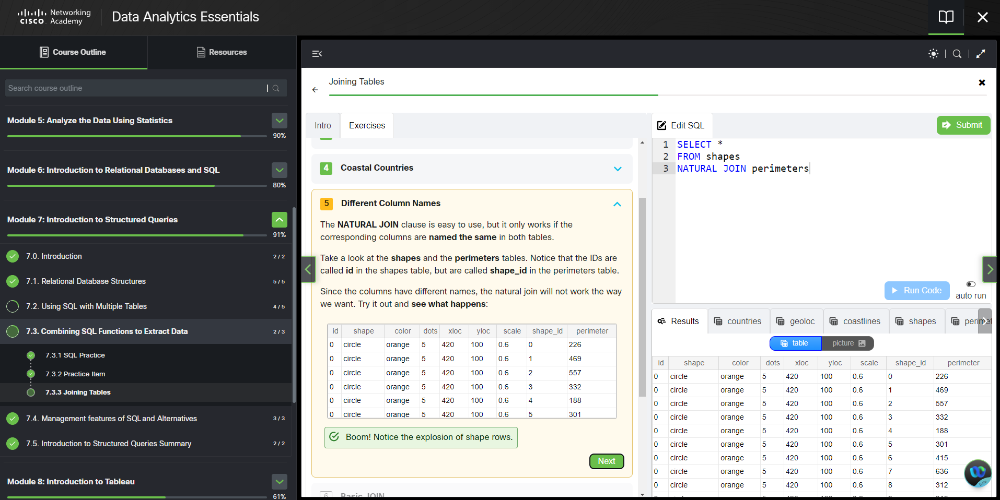 Networking
CISCO Academy
Data Analytics Essentials
Course Outline
Resources
Search course outline
Module 5: Analyze the Data Using Statistics
90%
Module 6: Introduction to Relational Databases and SQL
80%
Module 7: Introduction to Structured Queries
91%
7.0. Introduction 2 / 2
7.1. Relational Database Structures 5 / 5
7.2. Using SQL with Multiple Tables 4 / 5
7.3. Combining SQL Functions to Extract Data 2 / 3
7.3.1 SQL Practice
7.3.2 Practice Item
7.3.3 Joining Tables
7.4. Management features of SQL and Alternatives 3 / 3
7.5. Introduction to Structured Queries Summary 2 / 2
Module 8: Introduction to Tableau
61%
Joining Tables
Intro
Exercises
4 Coastal Countries
5 Different Column Names
The NATURAL JOIN clause is easy to use, but it only works if the
corresponding columns are named the same in both tables.
Take a look at the shapes and the perimeters tables. Notice that the IDs are
called id in the shapes table, but are called shape_id in the perimeters table.
Since the columns have different names, the natural join will not work the way
we want. Try it out and see what happens:
id shape color dots xloc yloc scale shape_id perimeter
0 circle orange 5 420 100 0.6 0 226
0 circle orange 5 420 100 0.6 1 469
0 circle orange 5 420 100 0.6 2 557
0 circle orange 5 420 100 0.6 3 332
0 circle orange 5 420 100 0.6 4 188
0 circle orange 5 420 100 0.6 5 301
Boom! Notice the explosion of shape rows.
Next
6 Basic JOIN
Edit SQL
Submit
1 SELECT *
2 FROM shapes
3 NATURAL JOIN perimeters
Run Code
auto run
Results
countries
geoloc
coastlines
shapes
table
picture
id shape color dots xloc yloc scale shape_id perimeter
0 circle orange 5 420 100 0.6 0 226
0 circle orange 5 420 100 0.6 1 469
0 circle orange 5 420 100 0.6 2 557
0 circle orange 5 420 100 0.6 3 332
0 circle orange 5 420 100 0.6 4 188
0 circle orange 5 420 100 0.6 5 301
0 circle orange 5 420 100 0.6 6 415
0 circle orange 5 420 100 0.6 7 636
0 circle orange 5 420 100 0.6 8 312
Beta